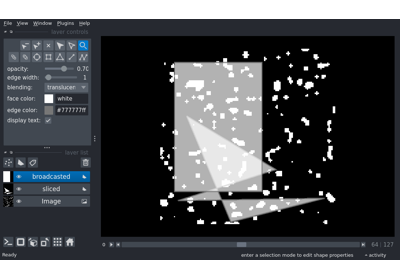 File View Window Plugins Help
layer controls
opacity: 0.70
edge width: 1
blending: translucen
face color: white
edge color: #777777ff
display text:
layer list
broadcasted
sliced
Image
0
64 127
Ready
enter a selection mode to edit shape properties
activity